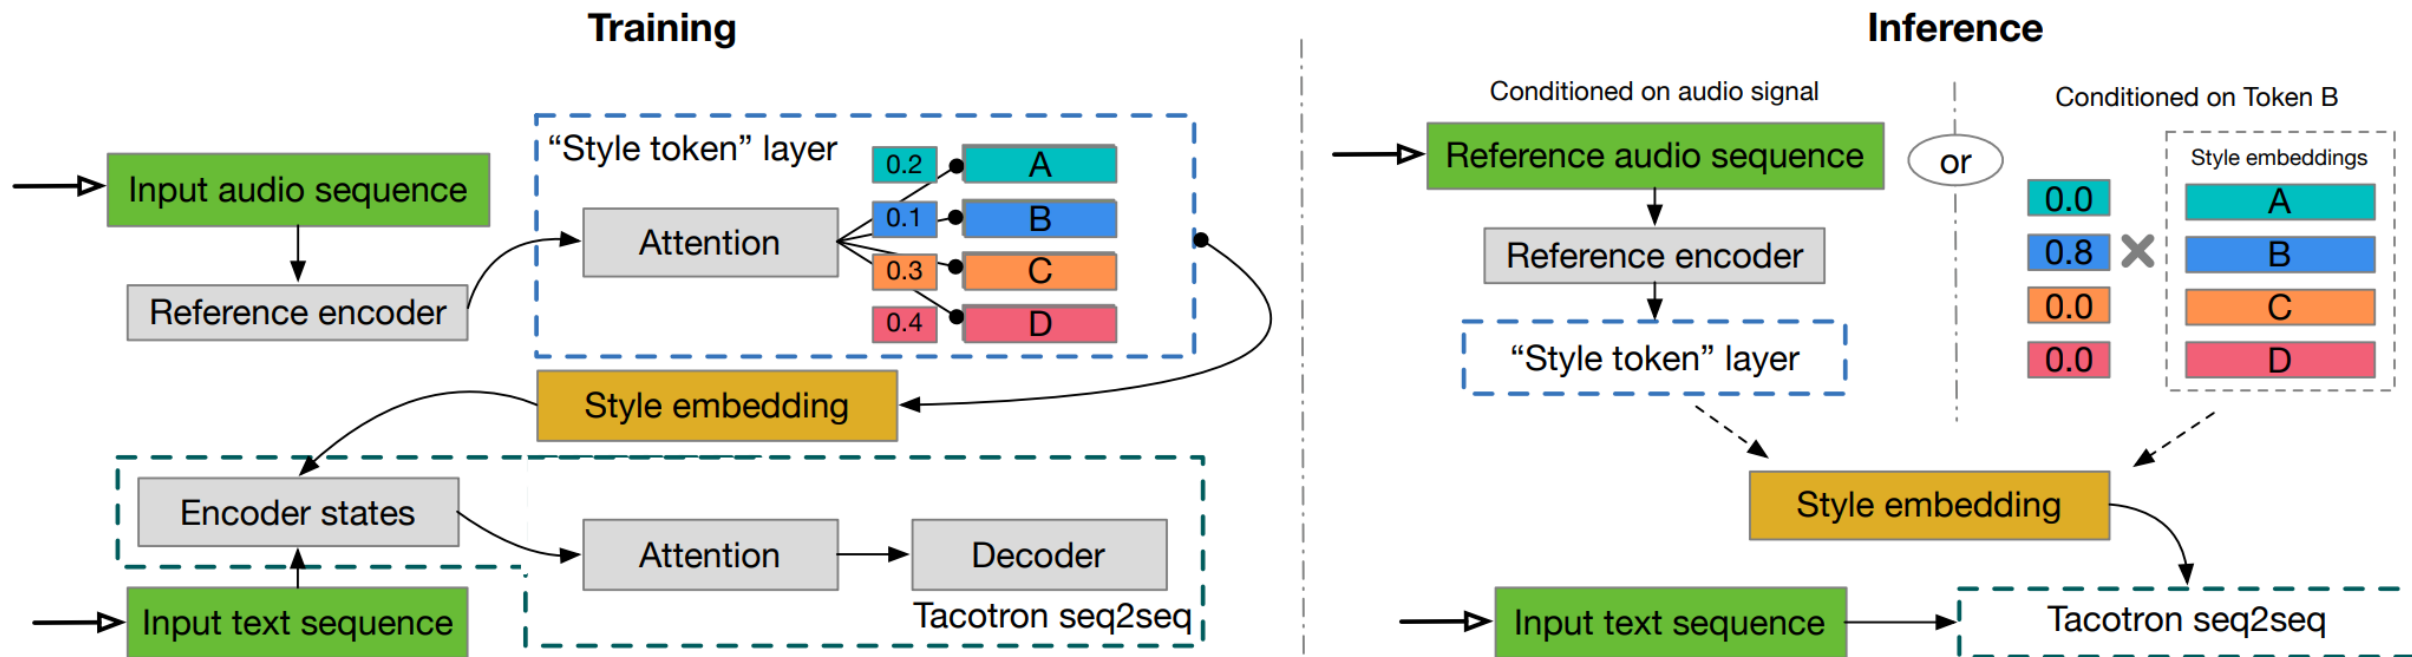 Training
Input audio sequence
Reference encoder
“Style token” layer
Attention
0.2
A
0.1
B
0.3
C
0.4
D
Style embedding
Encoder states
Attention
Decoder
Tacotron seq2seq
Input text sequence
Inference
Conditioned on audio signal
Reference audio sequence
Reference encoder
“Style token” layer
or
Conditioned on Token B
Style embeddings
0.0
A
0.8
B
0.0
C
0.0
D
Style embedding
Input text sequence
Tacotron seq2seq